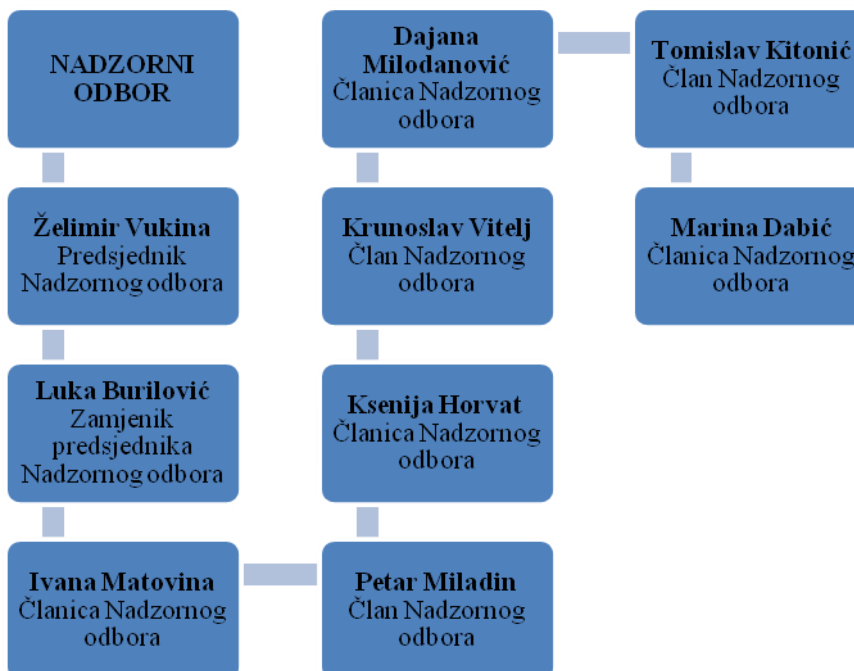 NADZORNI
ODBOR
Želimir Vukina
Predsjednik
Nadzornog odbora
Luka Burilović
Zamjenik
predsjednika
Nadzornog odbora
Ivana Matovina
Članica Nadzornog
odbora
Petar Miladin
Član Nadzornog
odbora
Ksenija Horvat
Članica Nadzornog
odbora
Krunoslav Vitelj
Član Nadzornog
odbora
Dajana
Milodanović
Članica Nadzornog
odbora
Tomislav Kitonić
Član Nadzornog
odbora
Marina Dabić
Članica Nadzornog
odbora